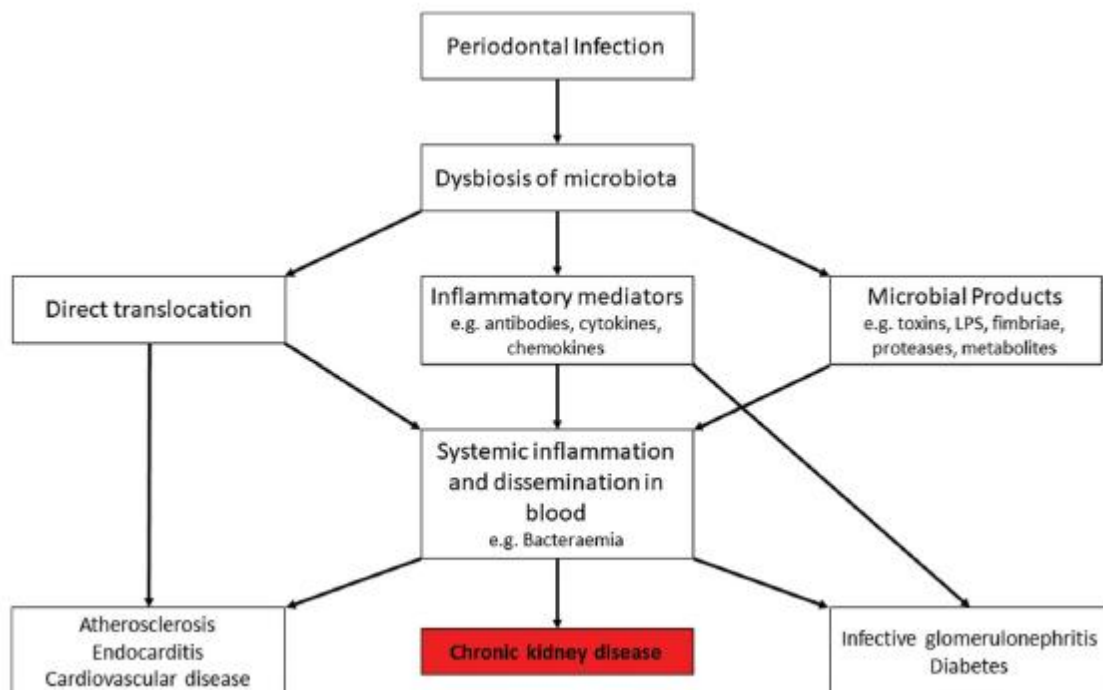 Periodontal Infection
Dysbiosis of microbiota
Direct translocation
Inflammatory mediators
e.g. antibodies, cytokines,
chemokines
Microbial Products
e.g. toxins, LPS, fimbriae,
proteases, metabolites
Systemic inflammation
and dissemination in
blood
e.g. Bacteraemia
Atherosclerosis
Endocarditis
Cardiovascular disease
Chronic kidney disease
Infective glomerulonephritis
Diabetes